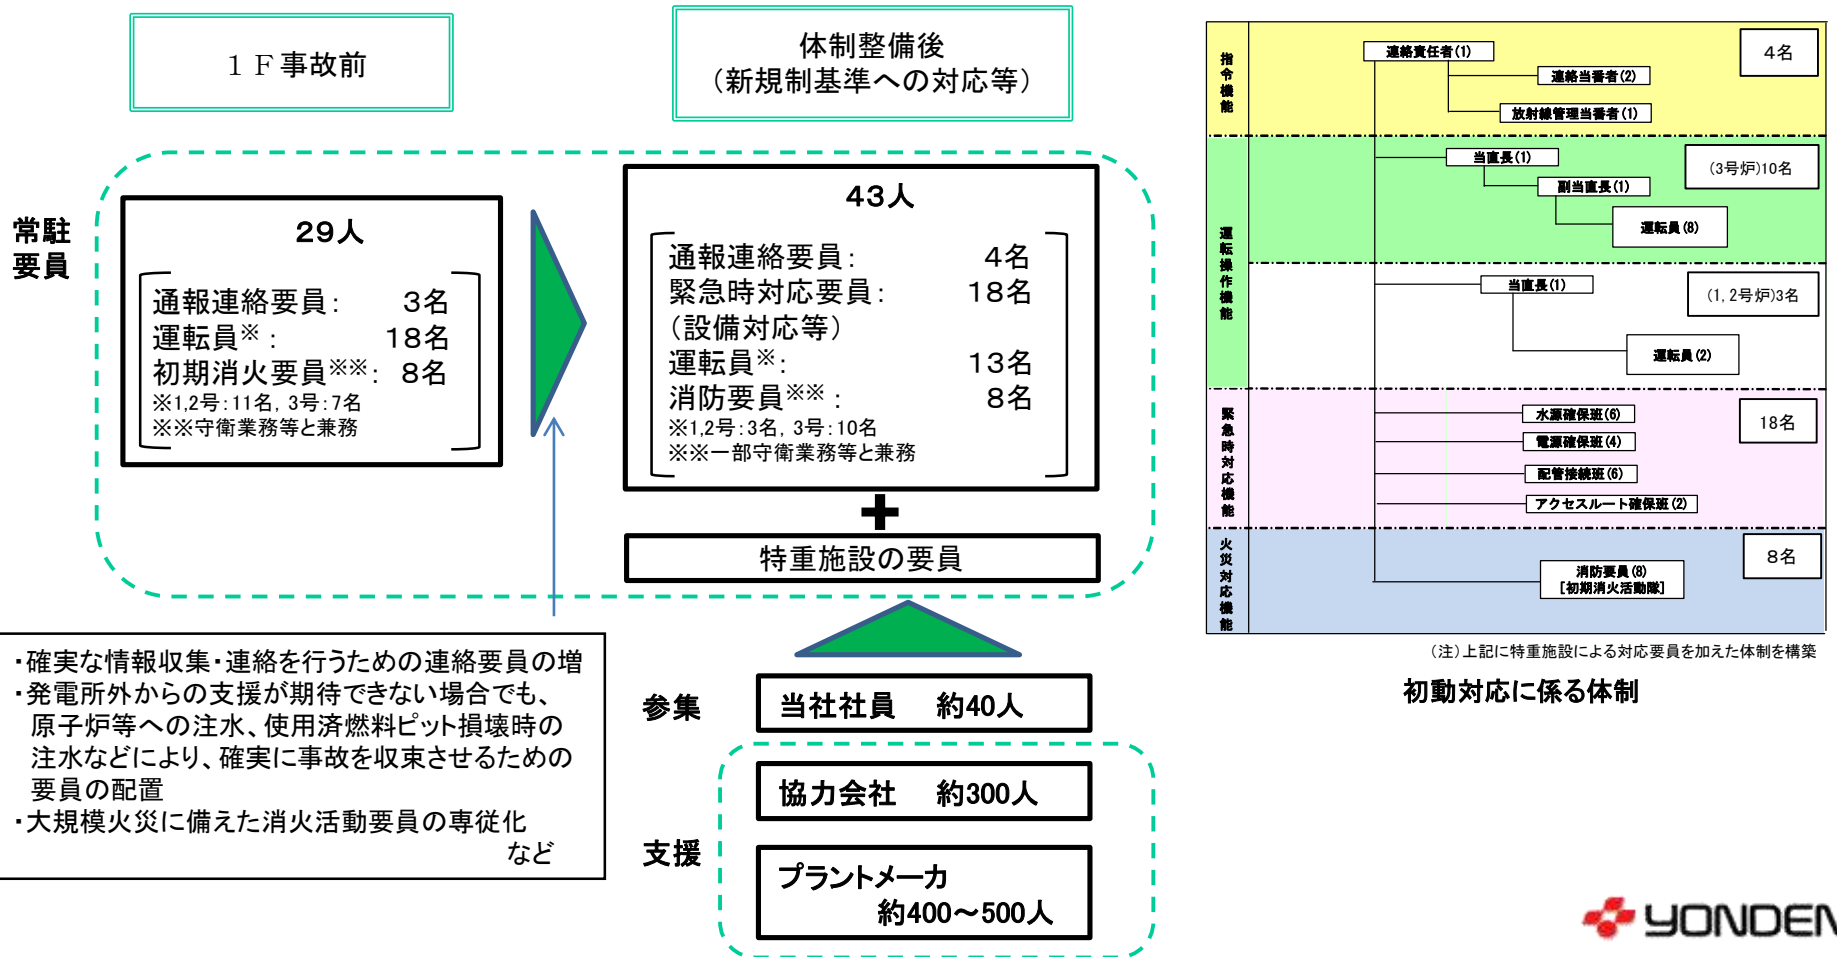 １Ｆ事故前
体制整備後
（新規制基準への対応等）
常駐
要員
２９人
通報連絡要員： ３名
運転員※： １８名
初期消火要員※※： ８名
※1,2号：11名，3号：7名
※※守衛業務等と兼務
４３人
通報連絡要員： ４名
緊急時対応要員： １８名
（設備対応等）
運転員※： １３名
消防要員※※： ８名
※1,2号：3名，3号：10名
※※一部守衛業務等と兼務
＋
特重施設の要員
・確実な情報収集・連絡を行うための連絡要員の増
・発電所外からの支援が期待できない場合でも、
原子炉等への注水、使用済燃料ピット損壊時の
注水などにより、確実に事故を収束させるための
要員の配置
・大規模火災に備えた消火活動要員の専従化
など
参集
当社社員 約40人
支援
協力会社 約300人
プラントメーカ
約400～500人
指令機能
連絡責任者(1)
4名
連絡当番者(2)
放射線管理当番者(1)
運転操作機能
当直長(1)
(3号炉)10名
副当直長(1)
運転員(8)
当直長(1)
(1，2号炉)3名
運転員(2)
緊急時対応機能
水源確保班(6)
18名
電源確保班(4)
配管接続班(6)
アクセスルート確保班(2)
火災対応機能
8名
消防要員(8)
[初期消火活動隊]
（注）上記に特重施設による対応要員を加えた体制を構築
初動対応に係る体制
YONDEN